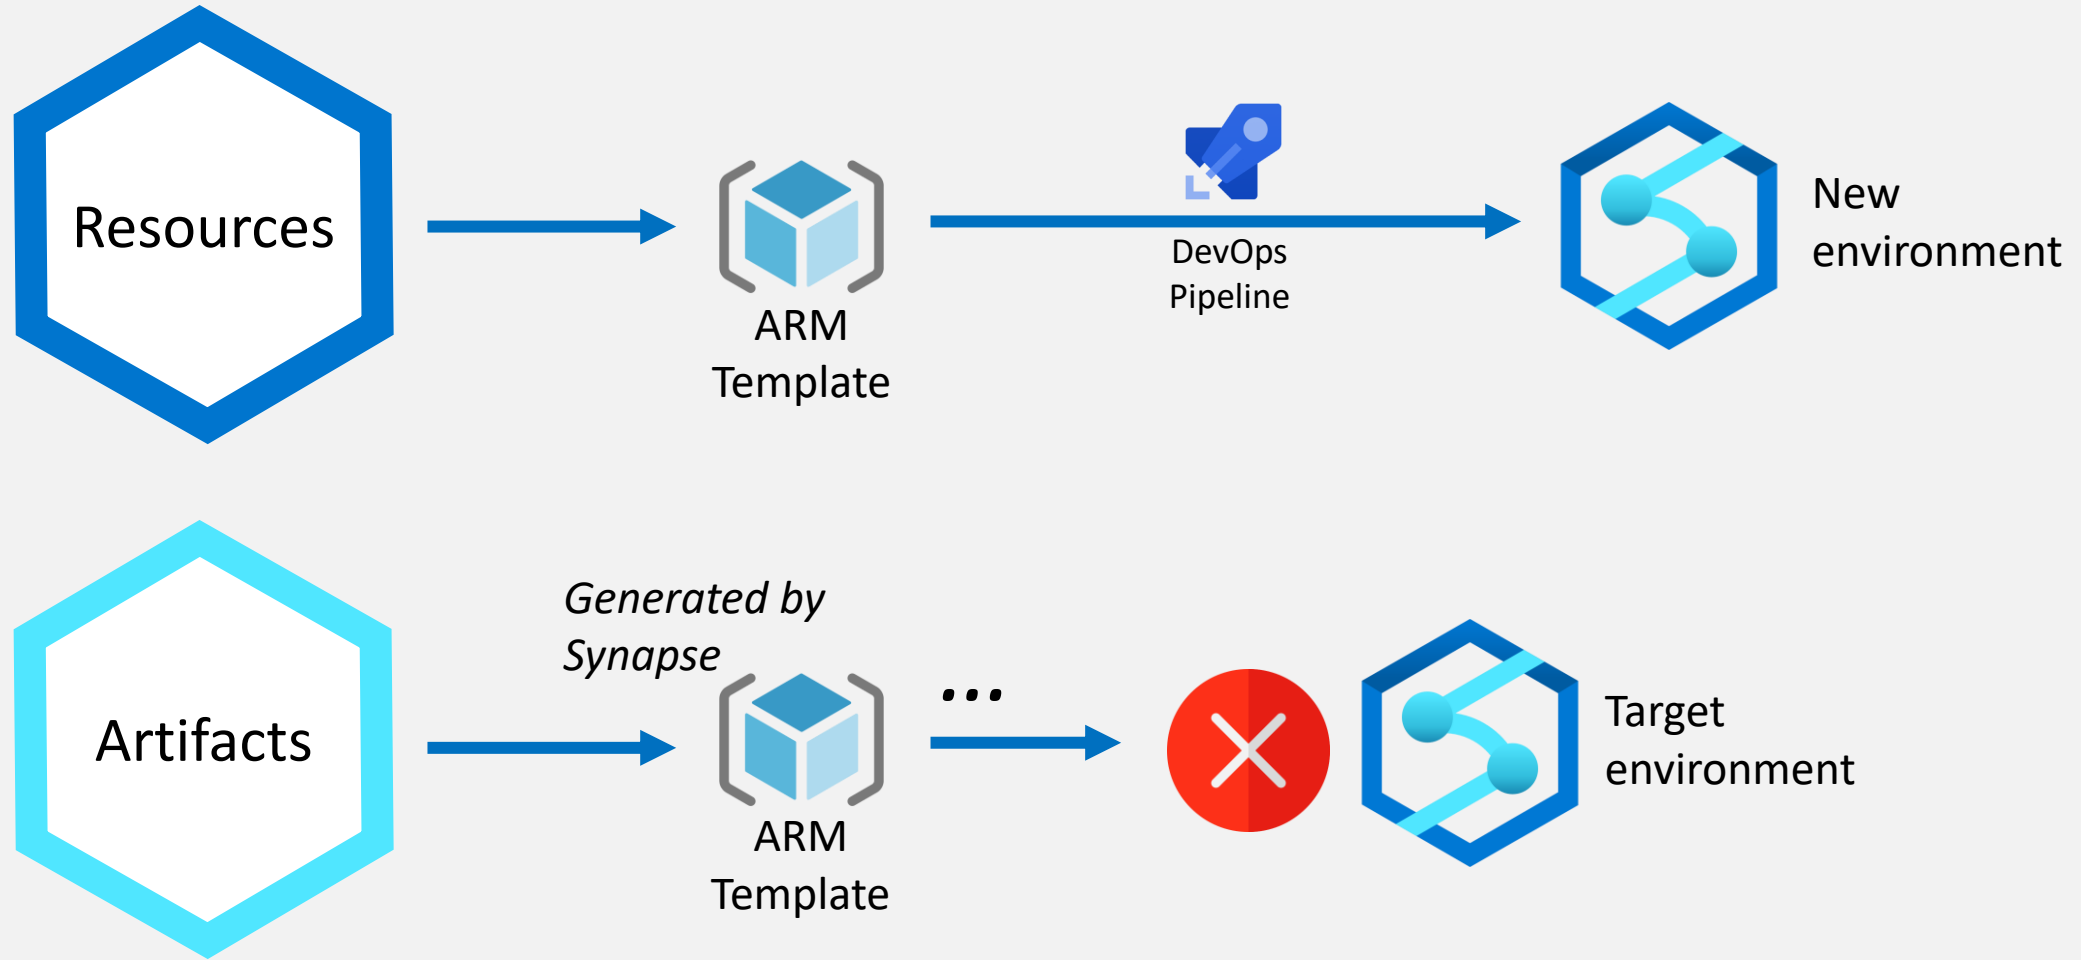 Resources
ARM
Template
DevOps
Pipeline
New
environment
Artifacts
Generated by
Synapse
ARM
Template
...
Target
environment